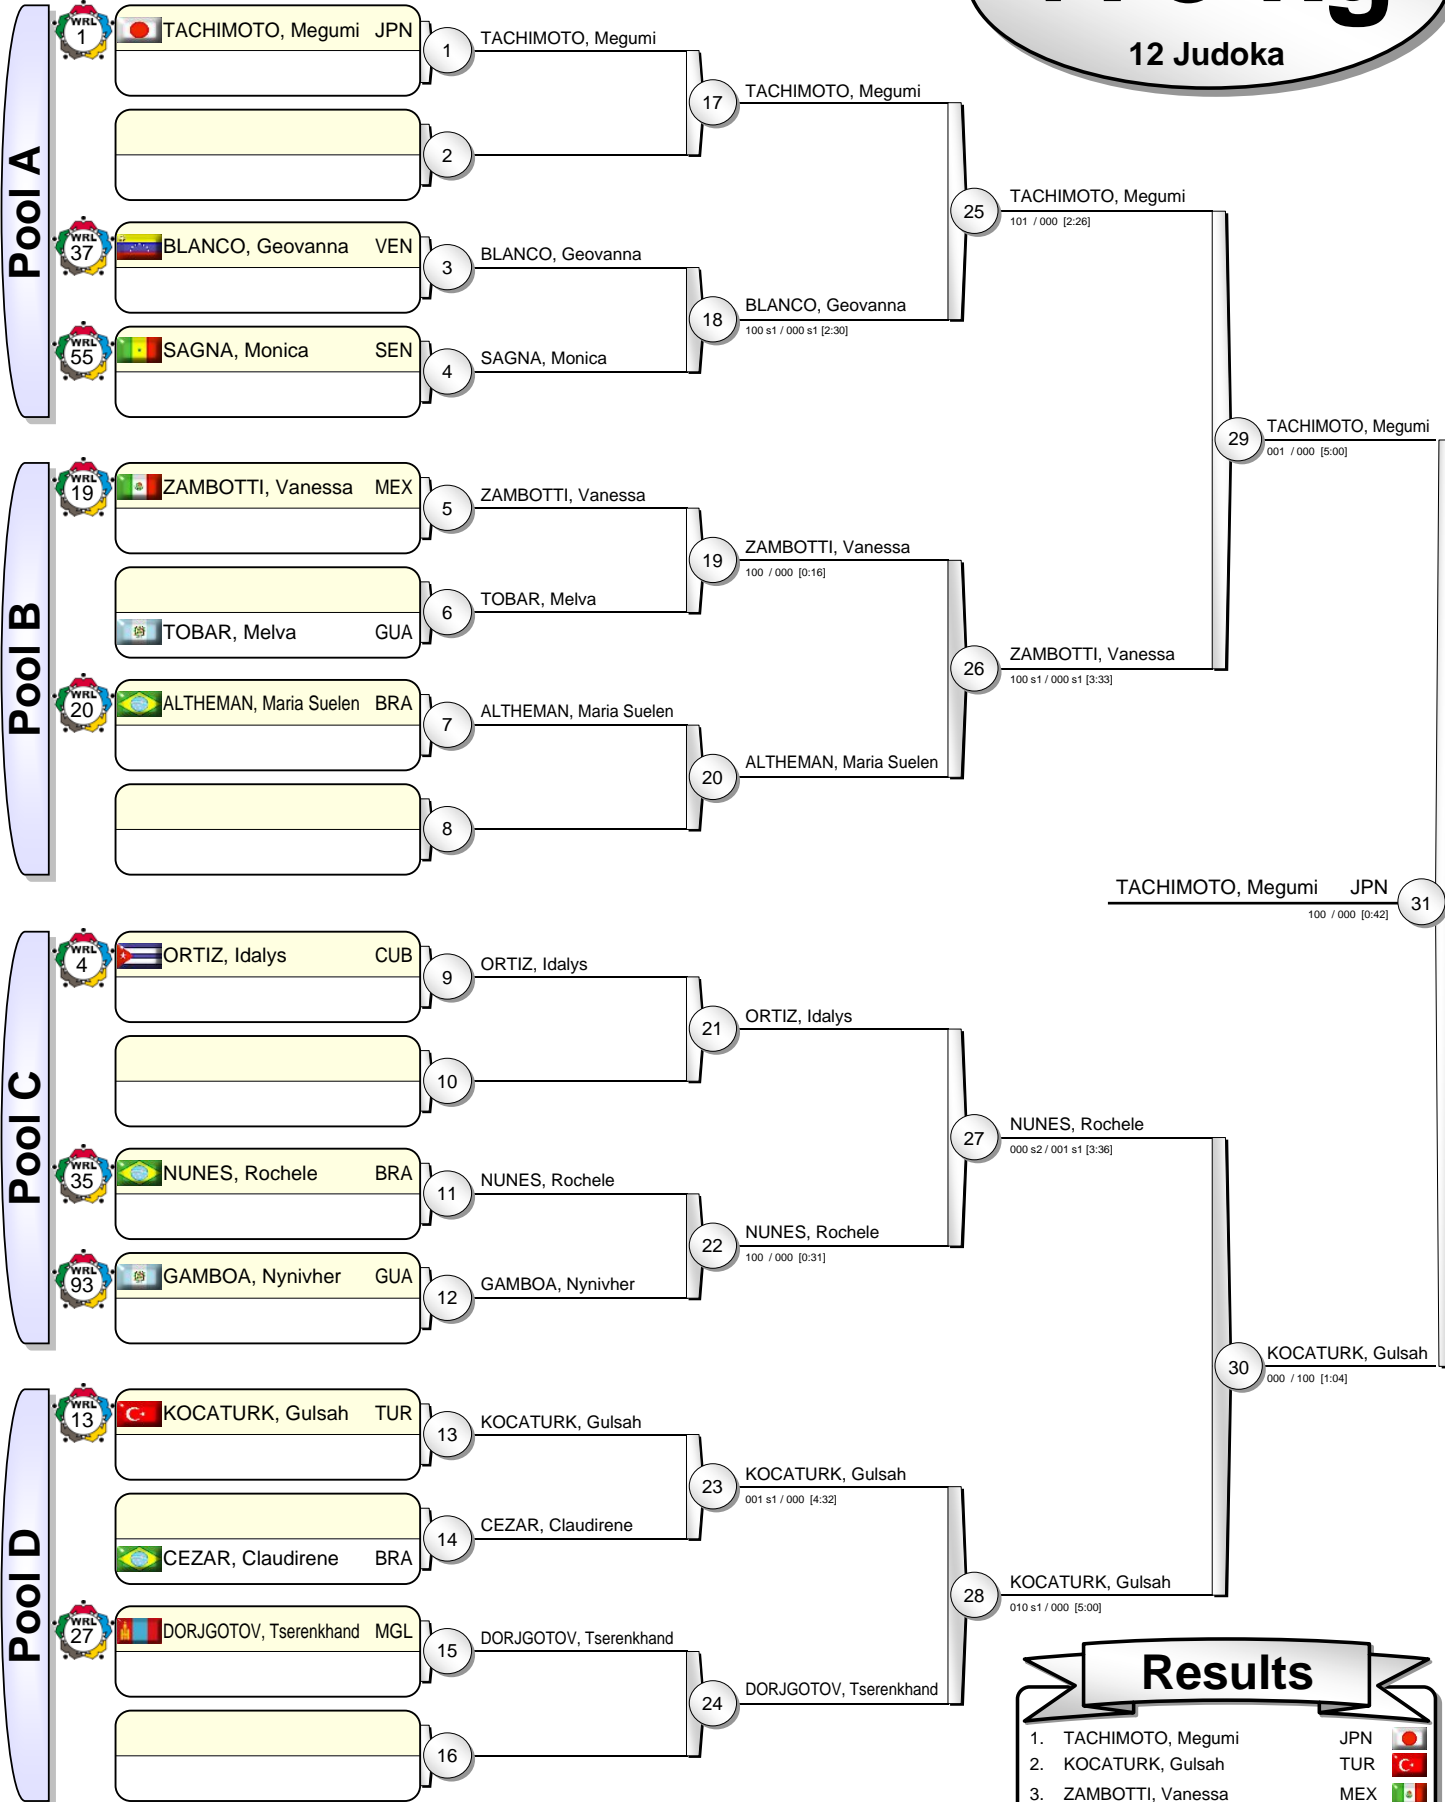 12 Judoka
Pool A
WRL 1
TACHIMOTO, Megumi JPN
1
TACHIMOTO, Megumi
2
17
TACHIMOTO, Megumi
WRL 37
BLANCO, Geovanna VEN
3
BLANCO, Geovanna
WRL 55
SAGNA, Monica SEN
4
SAGNA, Monica
18
BLANCO, Geovanna
100 s1 / 000 s1 [2:30]
25
TACHIMOTO, Megumi
101 / 000 [2:26]
Pool B
WRL 19
ZAMBOTTI, Vanessa MEX
5
ZAMBOTTI, Vanessa
TOBAR, Melva GUA
6
TOBAR, Melva
19
ZAMBOTTI, Vanessa
100 / 000 [0:16]
WRL 20
ALTHEMAN, Maria Suelen BRA
7
ALTHEMAN, Maria Suelen
8
20
ALTHEMAN, Maria Suelen
26
ZAMBOTTI, Vanessa
100 s1 / 000 s1 [3:33]
29
TACHIMOTO, Megumi
001 / 000 [5:00]
TACHIMOTO, Megumi JPN
100 / 000 [0:42]
31
Pool C
WRL 4
ORTIZ, Idalys CUB
9
ORTIZ, Idalys
10
21
ORTIZ, Idalys
WRL 35
NUNES, Rochele BRA
11
NUNES, Rochele
WRL 93
GAMBOA, Nynivher GUA
12
GAMBOA, Nynivher
22
NUNES, Rochele
100 / 000 [0:31]
27
NUNES, Rochele
000 s2 / 001 s1 [3:36]
Pool D
WRL 13
KOCATURK, Gulsah TUR
13
KOCATURK, Gulsah
CEZAR, Claudirene BRA
14
CEZAR, Claudirene
23
KOCATURK, Gulsah
001 s1 / 000 [4:32]
WRL 27
DORJGOTOV, Tserenkhand MGL
15
DORJGOTOV, Tserenkhand
16
24
DORJGOTOV, Tserenkhand
28
KOCATURK, Gulsah
010 s1 / 000 [5:00]
30
KOCATURK, Gulsah
000 / 100 [1:04]
Results
1. TACHIMOTO, Megumi JPN
2. KOCATURK, Gulsah TUR
3. ZAMBOTTI, Vanessa MEX